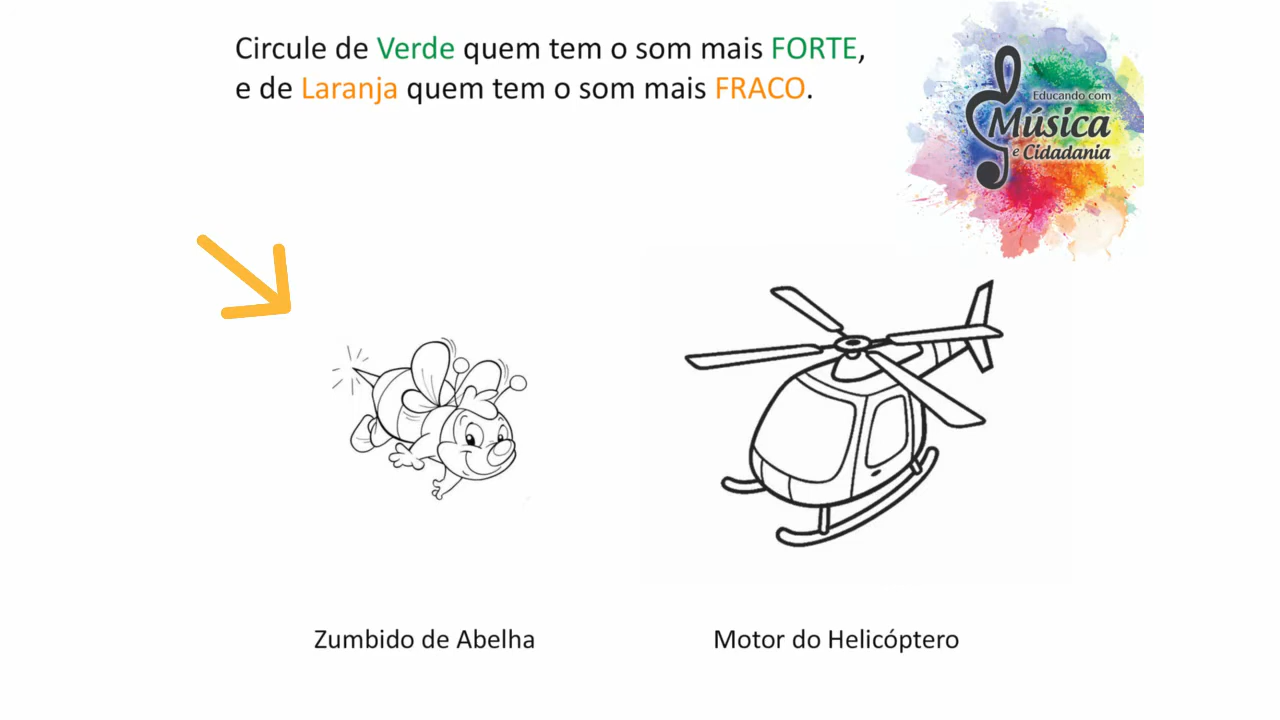 Circule de Verde quem tem o som mais FORTE,
e de Laranja quem tem o som mais FRACO.
Educando com
Música
e Cidadania
Zumbido de Abelha
Motor do Helicóptero